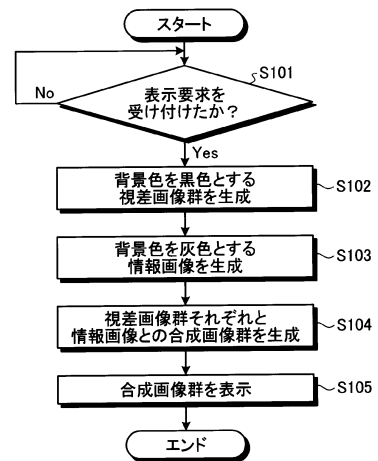 スタート
S101
表示要求を
受け付けたか？
No
Yes
背景色を黒色とする
視差画像群を生成
S102
背景色を灰色とする
情報画像を生成
S103
視差画像群それぞれと
情報画像との合成画像群を生成
S104
合成画像群を表示
S105
エンド